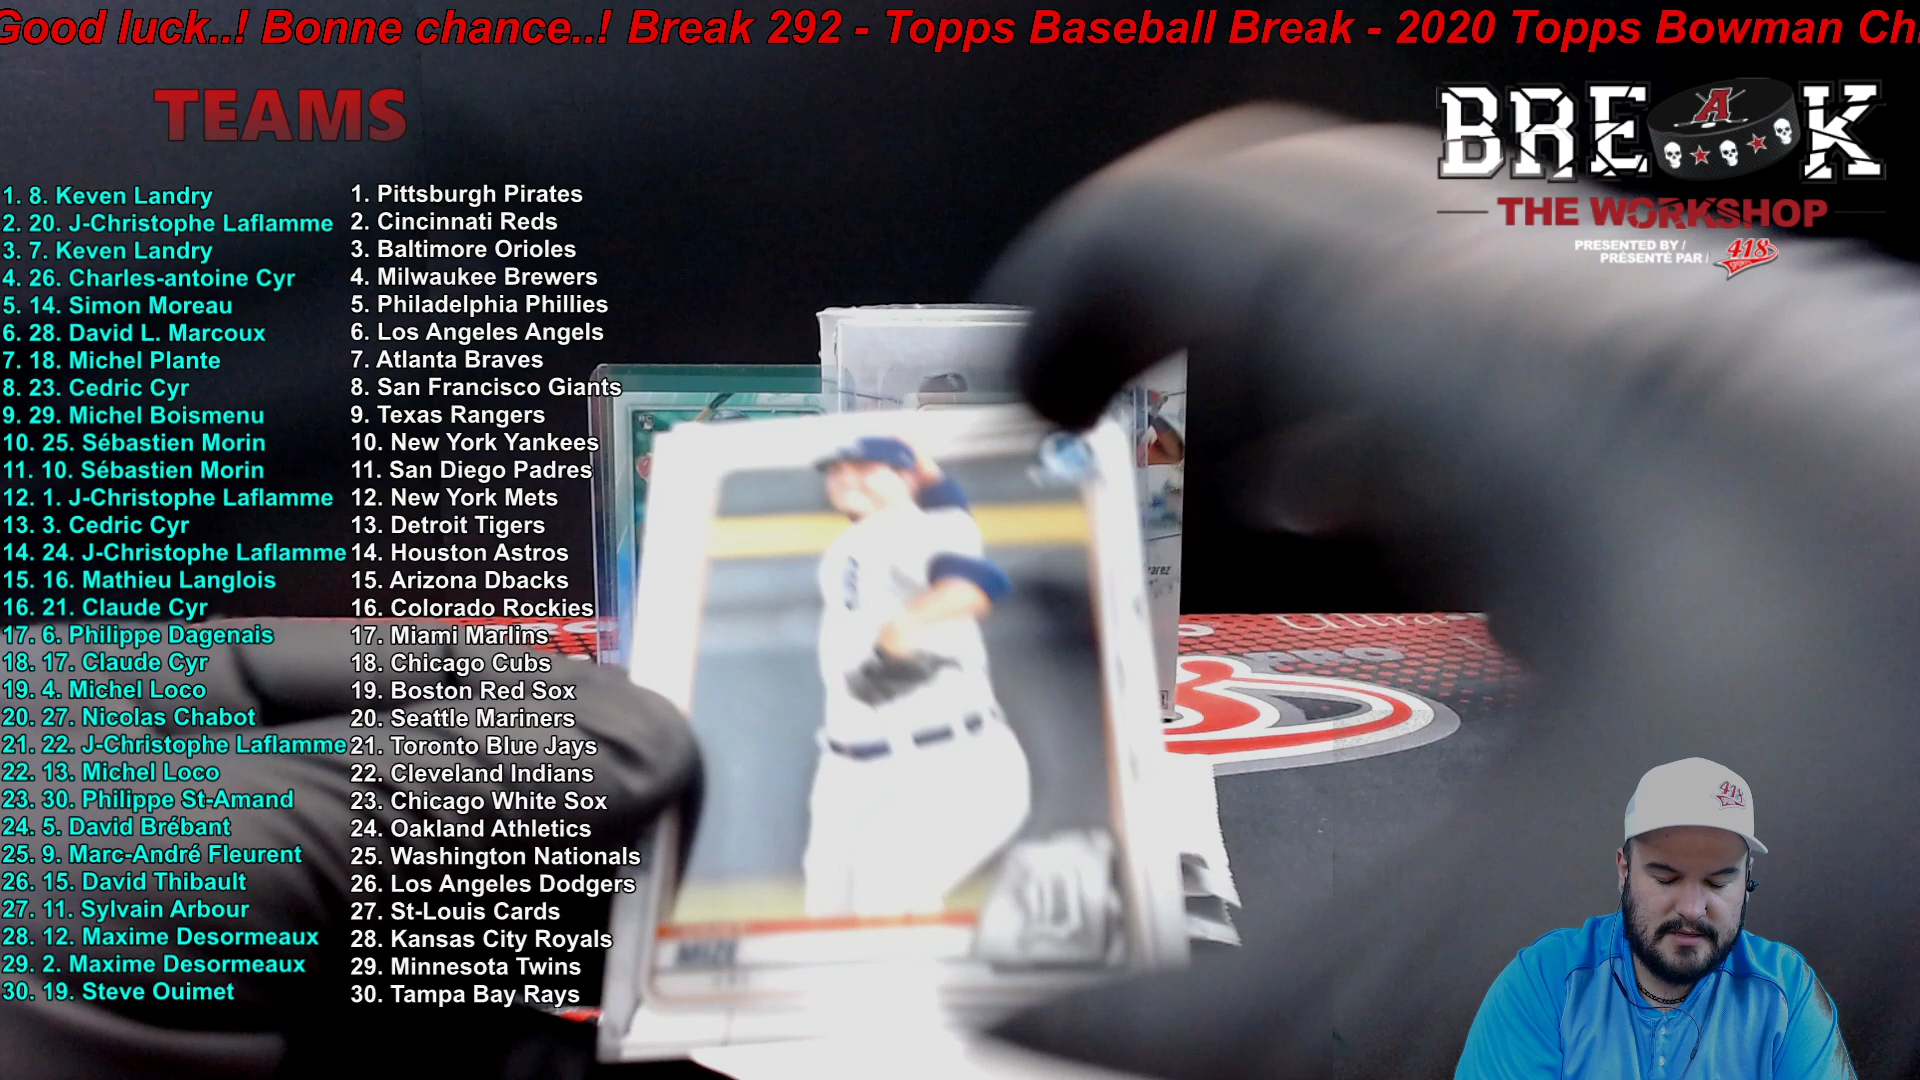 Good luck..! Bonne chance..! Break 292 - Topps Baseball Break - 2020 Topps Bowman Ch
TEAMS
BREAK
A
THE WORKSHOP
PRESENTED BY /
PRÉSENTÉ PAR /
418
1. 8. Keven Landry
2. 20. J-Christophe Laflamme
3. 7. Keven Landry
4. 26. Charles-antoine Cyr
5. 14. Simon Moreau
6. 28. David L. Marcoux
7. 18. Michel Plante
8. 23. Cedric Cyr
9. 29. Michel Boismenu
10. 25. Sébastien Morin
11. 10. Sébastien Morin
12. 1. J-Christophe Laflamme
13. 3. Cedric Cyr
14. 24. J-Christophe Laflamme
15. 16. Mathieu Langlois
16. 21. Claude Cyr
17. 6. Philippe Dagenais
18. 17. Claude Cyr
19. 4. Michel Loco
20. 27. Nicolas Chabot
21. 22. J-Christophe Laflamme
22. 13. Michel Loco
23. 30. Philippe St-Amand
24. 5. David Brébant
25. 9. Marc-André Fleurent
26. 15. David Thibault
27. 11. Sylvain Arbour
28. 12. Maxime Desormeaux
29. 2. Maxime Desormeaux
30. 19. Steve Ouimet
1. Pittsburgh Pirates
2. Cincinnati Reds
3. Baltimore Orioles
4. Milwaukee Brewers
5. Philadelphia Phillies
6. Los Angeles Angels
7. Atlanta Braves
8. San Francisco Giants
9. Texas Rangers
10. New York Yankees
11. San Diego Padres
12. New York Mets
13. Detroit Tigers
14. Houston Astros
15. Arizona Dbacks
16. Colorado Rockies
17. Miami Marlins
18. Chicago Cubs
19. Boston Red Sox
20. Seattle Mariners
21. Toronto Blue Jays
22. Cleveland Indians
23. Chicago White Sox
24. Oakland Athletics
25. Washington Nationals
26. Los Angeles Dodgers
27. St-Louis Cards
28. Kansas City Royals
29. Minnesota Twins
30. Tampa Bay Rays
RC
MIZE
Ultra
PRO
418